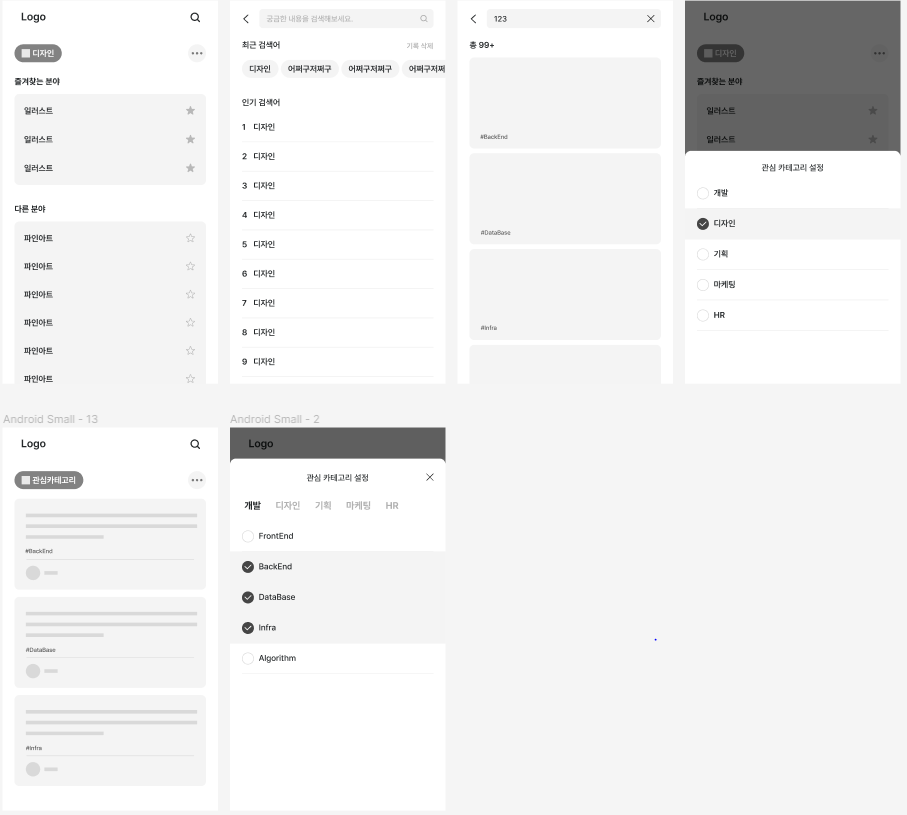 Logo
디자인
즐겨찾는 분야
일러스트
일러스트
일러스트
다른 분야
파인아트
파인아트
파인아트
파인아트
파인아트
파인아트
궁금한 내용을 검색해보세요.
최근 검색어 기록 삭제
디자인 어쩌구저쩌구 어쩌구저쩌구 어쩌구저쩌
인기 검색어
1 디자인
2 디자인
3 디자인
4 디자인
5 디자인
6 디자인
7 디자인
8 디자인
9 디자인
123
총 99+
#BackEnd
#DataBase
#Infra
Logo
디자인
즐겨찾는 분야
일러스트
일러스트
관심 카테고리 설정
개발
디자인
기획
마케팅
HR
Android Small - 13
Logo
관심카테고리
#BackEnd
#DataBase
#Infra
Android Small - 2
Logo
관심 카테고리 설정
개발 디자인 기획 마케팅 HR
FrontEnd
BackEnd
DataBase
Infra
Algorithm